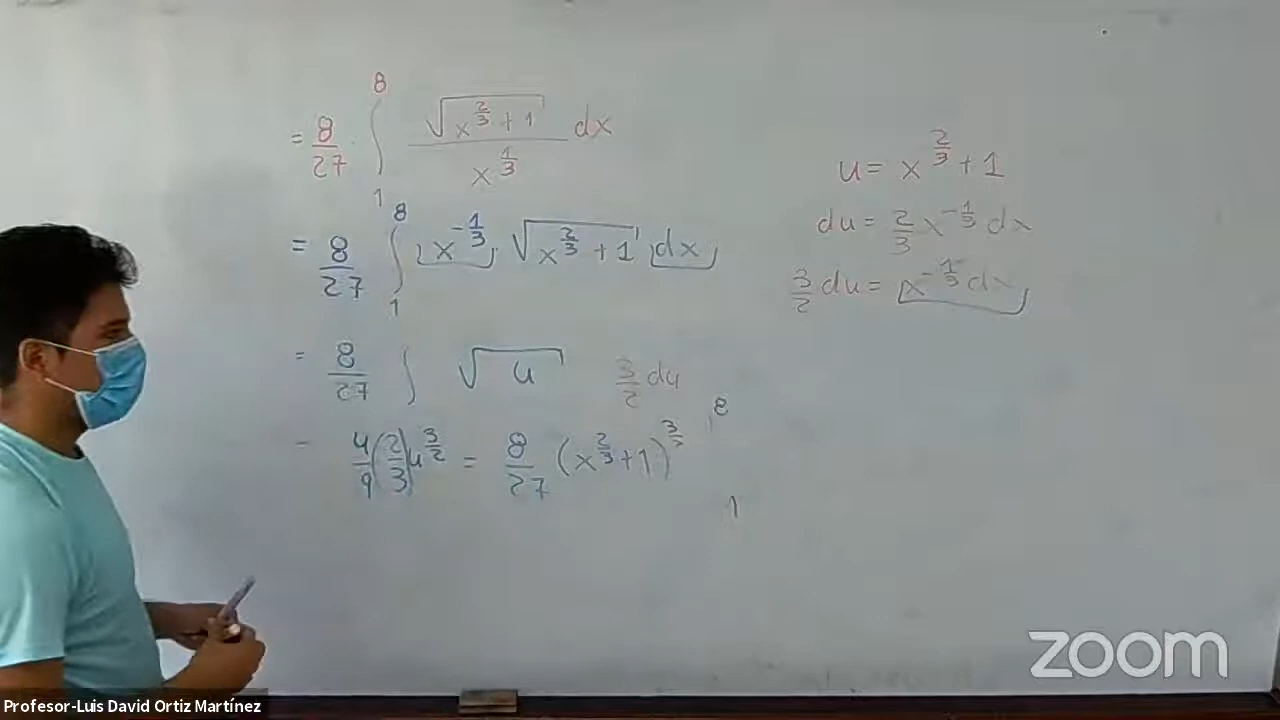 = 8/27 · ∫₁⁸ √(x^(2/3) + 1) / x^(1/3) dx
= 8/27 ∫₁⁸ x^(-1/3) · √(x^(2/3) + 1) dx
= 8/27 ∫ √u 3/2 du
= 4/9 (2/3) u^(3/2) = 8/27 (x^(2/3) + 1)^(3/2) |₁⁸
u = x^(2/3) + 1
du = 2/3 x^(-1/3) dx
3/2 du = x^(-1/3) dx
zoom
Profesor-Luis David Ortiz Martínez